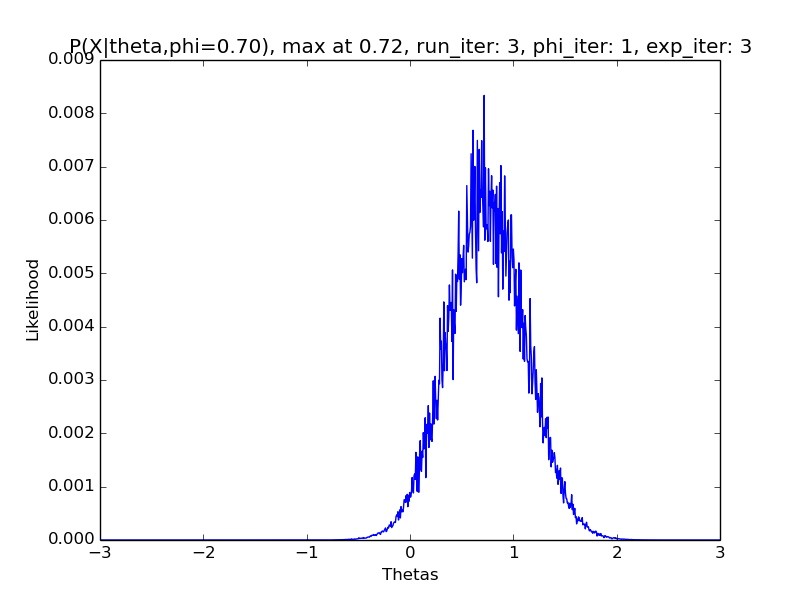 P(X|theta,phi=0.70), max at 0.72, run_iter: 3, phi_iter: 1, exp_iter: 3
0.009
0.008
0.007
0.006
0.005
0.004
0.003
0.002
0.001
0.000
Likelihood
−3 −2 −1 0 1 2 3
Thetas